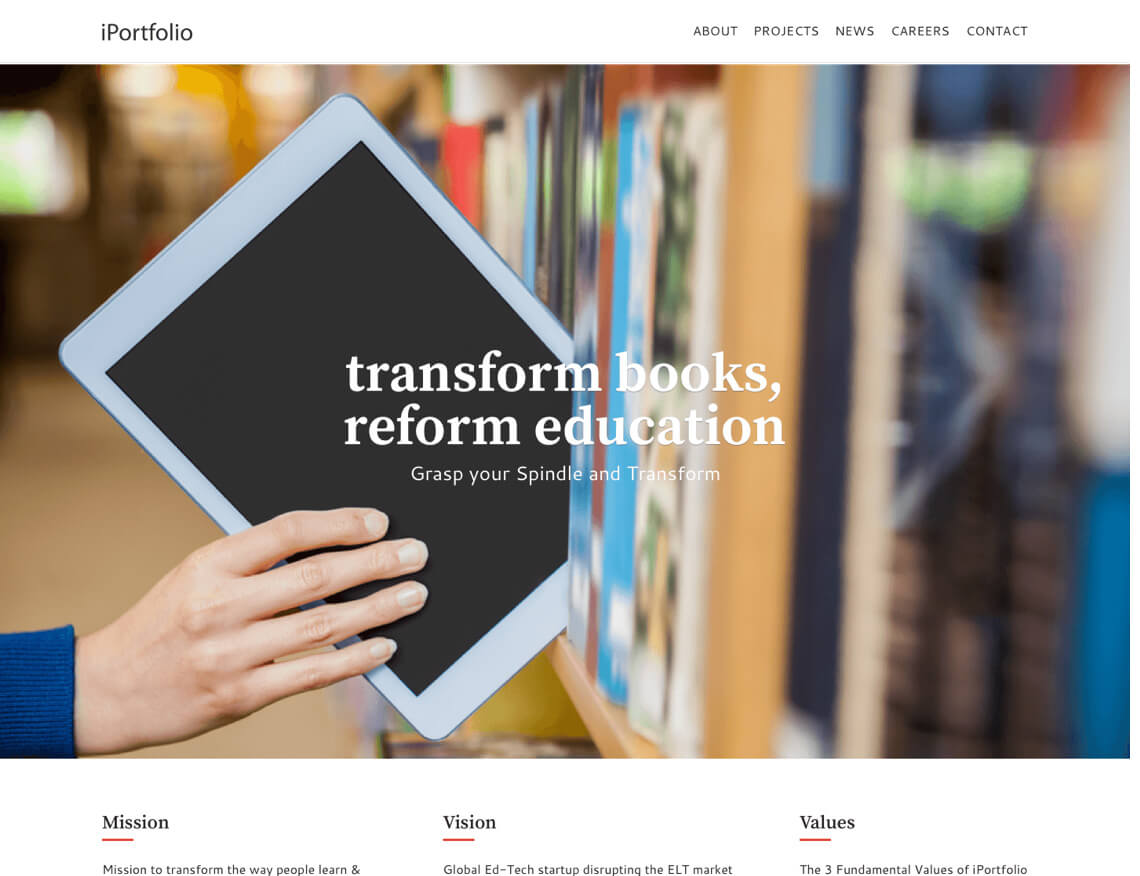 iPortfolio
ABOUT PROJECTS NEWS CAREERS CONTACT
transform books,
reform education
Grasp your Spindle and Transform
Mission
Mission to transform the way people learn &
Vision
Global Ed-Tech startup disrupting the ELT market
Values
The 3 Fundamental Values of iPortfolio